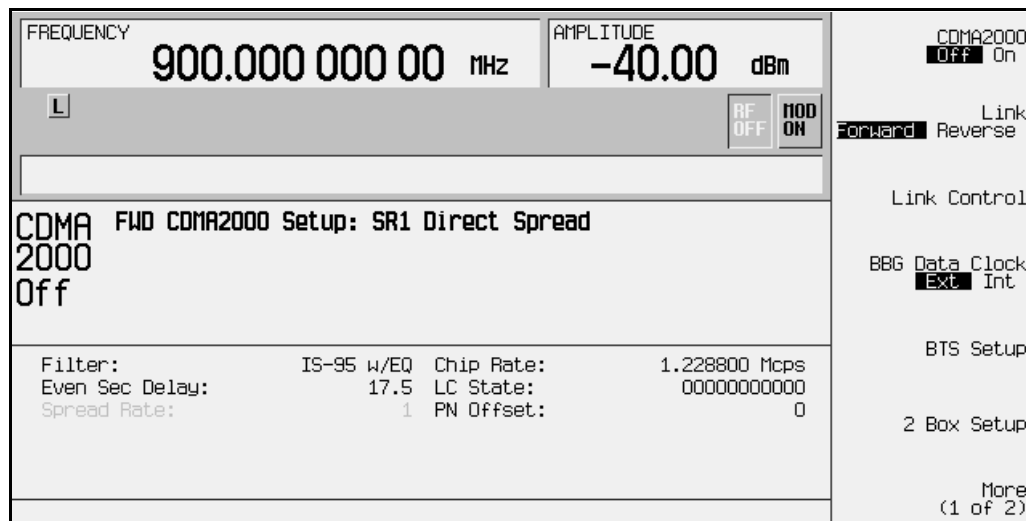 FREQUENCY
900.000 000 00 MHz
AMPLITUDE
-40.00 dBm
L
RF OFF
MOD ON
CDMA 2000 Off
FWD CDMA2000 Setup: SR1 Direct Spread
Filter: IS-95 w/EQ Chip Rate: 1.228800 Mcps
Even Sec Delay: 17.5 LC State: 00000000000
Spread Rate: 1 PN Offset: 0
CDMA2000
Off On
Link
Forward Reverse
Link Control
BBG Data Clock
Ext Int
BTS Setup
2 Box Setup
More
(1 of 2)